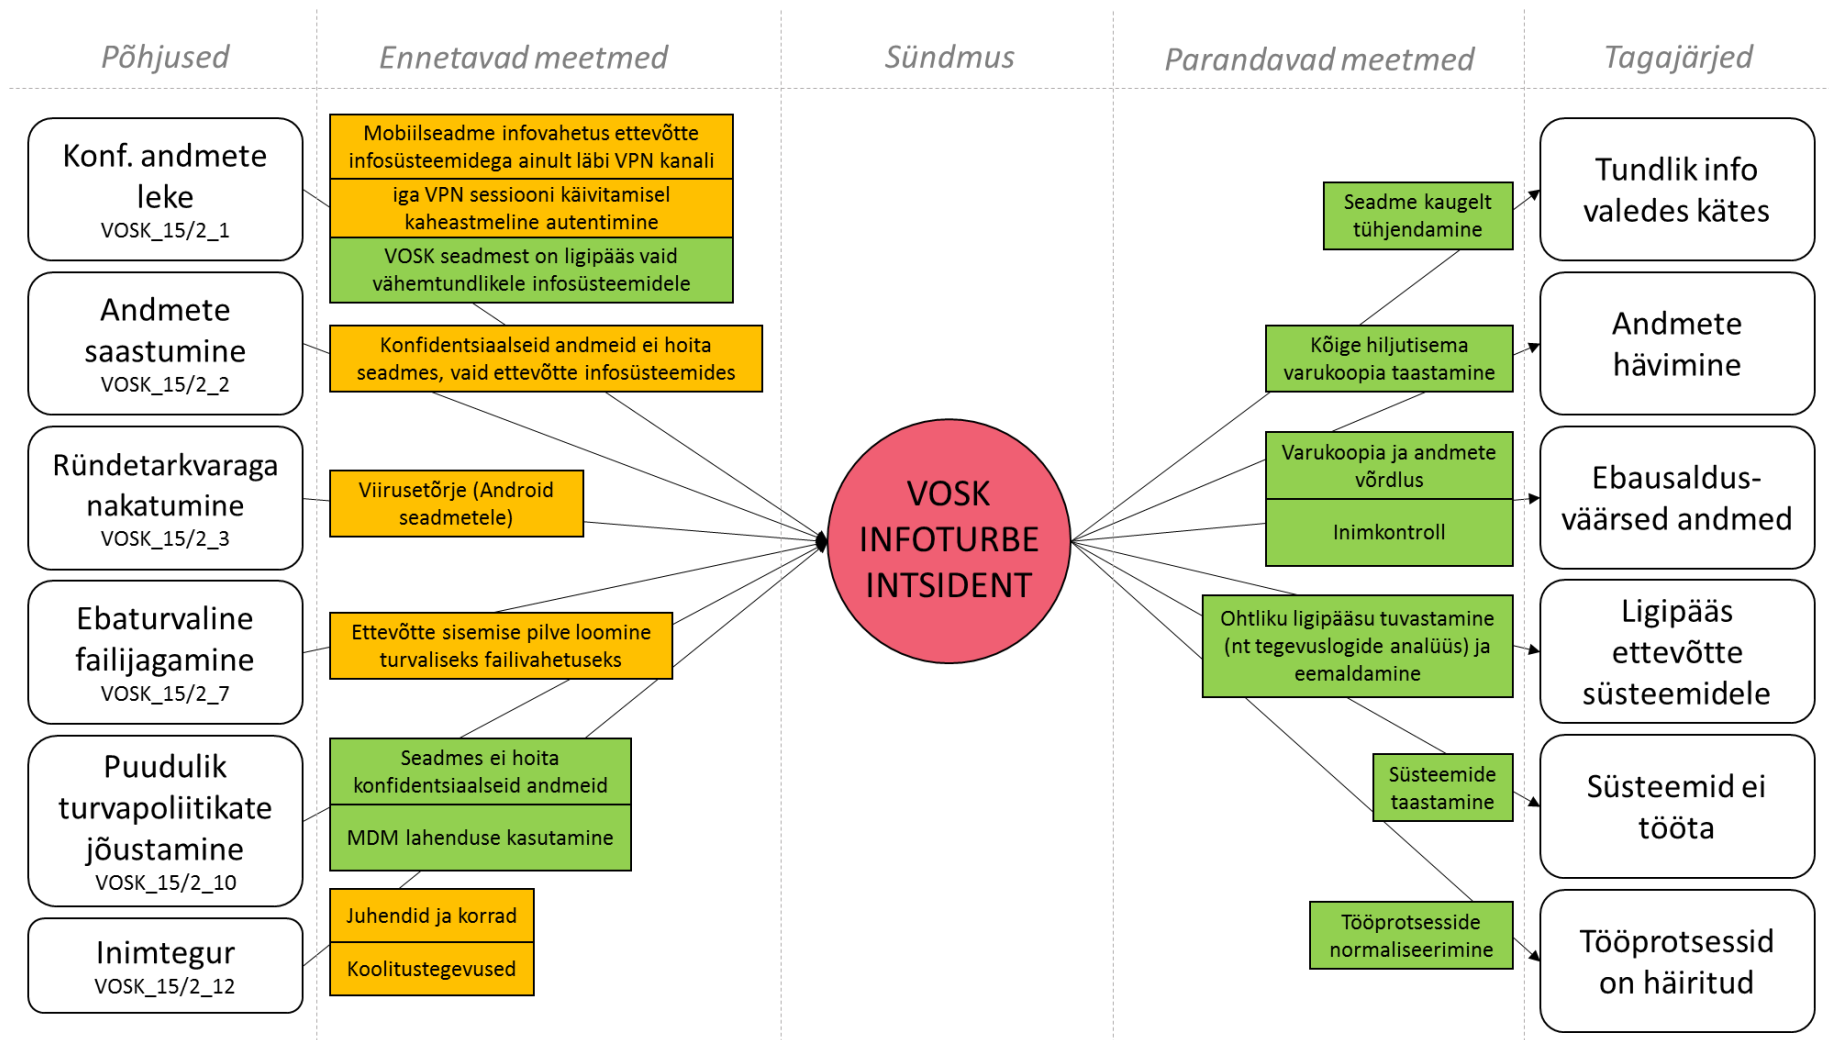 Põhjused
Ennetavad meetmed
Sündmus
Parandavad meetmed
Tagajärjed
Konf. andmete
leke
VOSK_15/2_1
Andmete
saastumine
VOSK_15/2_2
Ründetarkvaraga
nakatumine
VOSK_15/2_3
Ebaturvaline
failijagamine
VOSK_15/2_7
Puudulik
turvapoliitikate
jõustamine
VOSK_15/2_10
Inimtegur
VOSK_15/2_12
Mobiilseadme infovahetus ettevõtte
infosüsteemidega ainult läbi VPN kanali
iga VPN sessiooni käivitamisel
kaheastmeline autentimine
VOSK seadmest on ligipääs vaid
vähemtundlikele infosüsteemidele
Konfidentsiaalseid andmeid ei hoita
seadmes, vaid ettevõtte infosüsteemides
Viirusetõrje (Android
seadmetele)
Ettevõtte sisemise pilve loomine
turvaliseks failivahetuseks
Seadmes ei hoita
konfidentsiaalseid andmeid
MDM lahenduse kasutamine
Juhendid ja korrad
Koolitustegevused
VOSK
INFOTURBE
INTSIDENT
Seadme kaugelt
tühjendamine
Kõige hiljutisema
varukoopia taastamine
Varukoopia ja andmete
võrdlus
Inimkontroll
Ohtliku ligipääsu tuvastamine
(nt tegevuslogide analüüs) ja
eemaldamine
Süsteemide
taastamine
Tööprotsesside
normaliseerimine
Tundlik info
valedes kätes
Andmete
hävimine
Ebausaldus-
väärsed andmed
Ligipääs
ettevõtte
süsteemidele
Süsteemid ei
tööta
Tööprotsessid
on häiritud